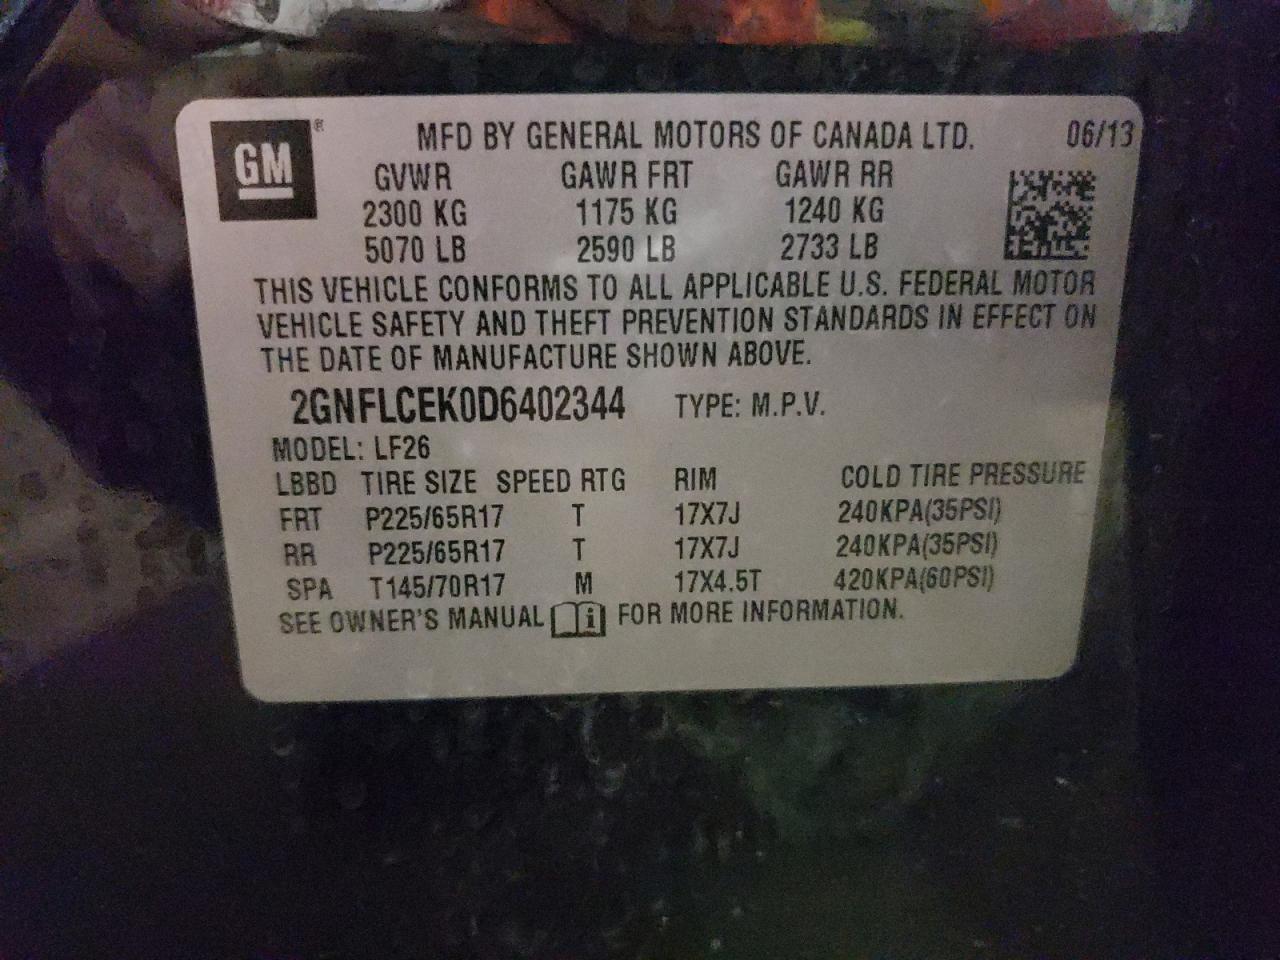 GM ® MFD BY GENERAL MOTORS OF CANADA LTD. 06/13
GVWR GAWR FRT GAWR RR
2300 KG 1175 KG 1240 KG
5070 LB 2590 LB 2733 LB
THIS VEHICLE CONFORMS TO ALL APPLICABLE U.S. FEDERAL MOTOR
VEHICLE SAFETY AND THEFT PREVENTION STANDARDS IN EFFECT ON
THE DATE OF MANUFACTURE SHOWN ABOVE.
2GNFLCEK0D6402344 TYPE: M.P.V.
MODEL: LF26
LBBD TIRE SIZE SPEED RTG RIM COLD TIRE PRESSURE
FRT P225/65R17 T 17X7J 240KPA(35PSI)
RR P225/65R17 T 17X7J 240KPA(35PSI)
SPA T145/70R17 M 17X4.5T 420KPA(60PSI)
SEE OWNER'S MANUAL i FOR MORE INFORMATION.